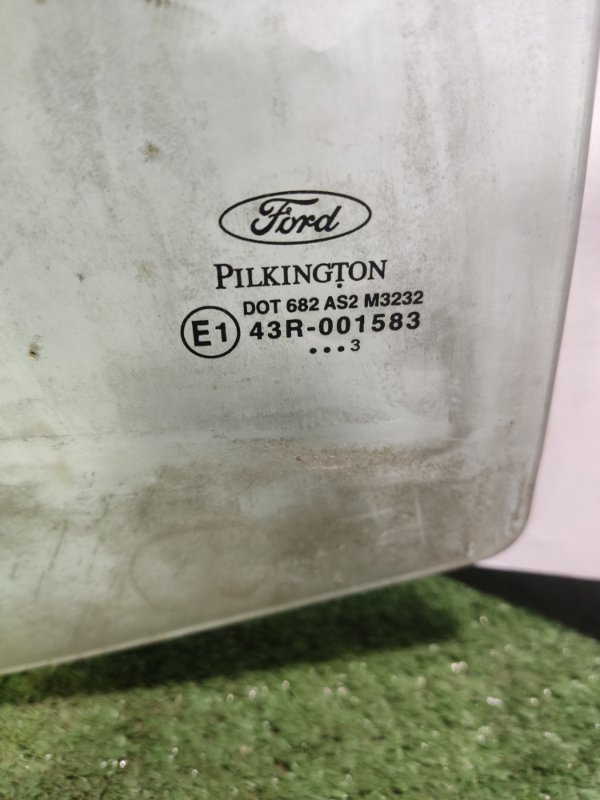 Ford
PILKINGTON
DOT 682 AS2 M3232
E1 43R-001583
•••3